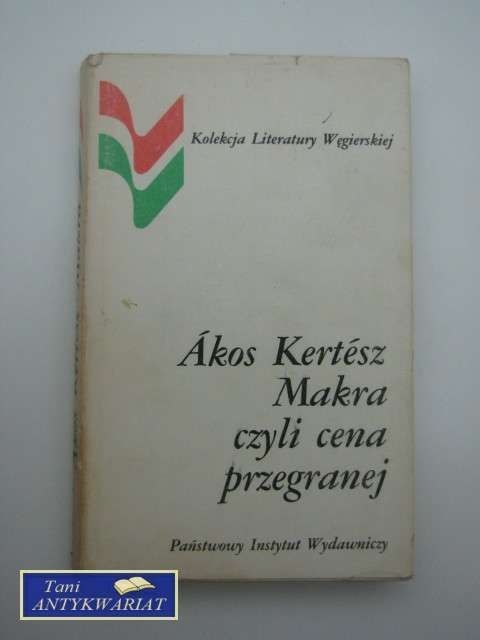 Kolekcja Literatury Węgierskiej
Ákos Kertész
Makra
czyli cena
przegranej
Państwowy Instytut Wydawniczy
Tani
ANTYKWARIAT